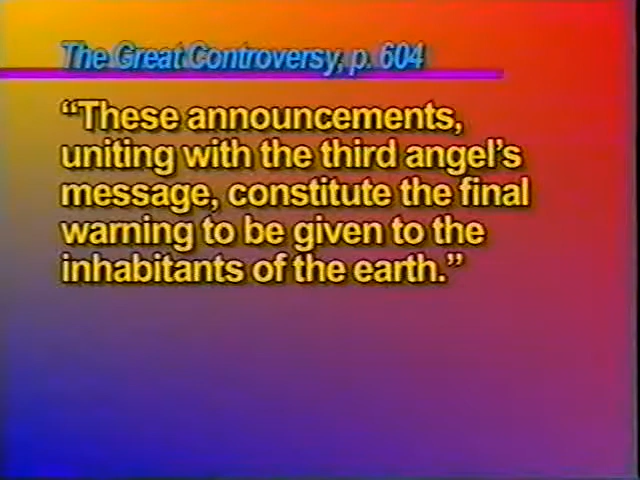 The Great Controversy, p. 604
“These announcements,
uniting with the third angel’s
message, constitute the final
warning to be given to the
inhabitants of the earth.”